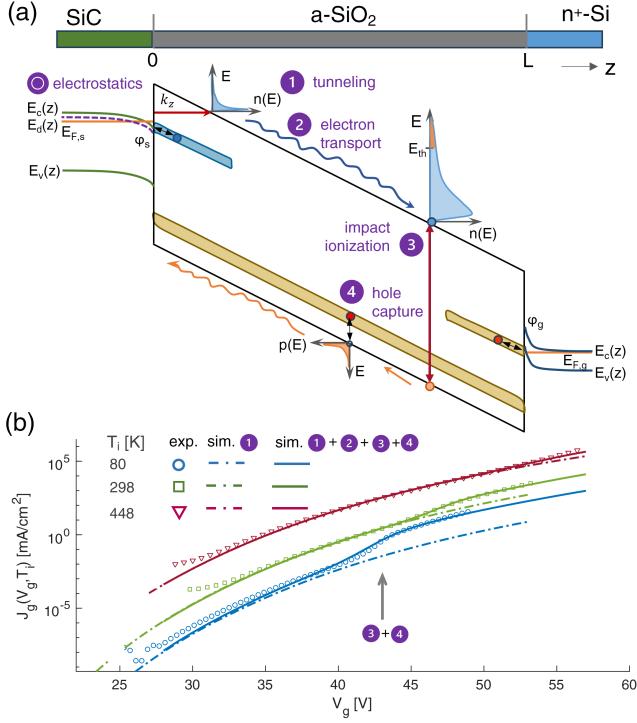 (a)
SiC a-SiO2 n+-Si
0 L z
electrostatics
E n(E)
1 tunneling
Ec(z)
Ed(z)
EF,s
Ev(z)
kz
φs
2 electron
transport
E
Eth
n(E)
impact
ionization 3
4 hole
capture
p(E)
E
φg
Ec(z)
EF,g
Ev(z)
(b)
Ti [K] exp. sim. 1 sim. 1 + 2 + 3 + 4
80
298
448
Jg(Vg,Ti) [mA/cm2]
10^5
10^0
10^-5
3 + 4
25 30 35 40 45 50 55 60
Vg [V]